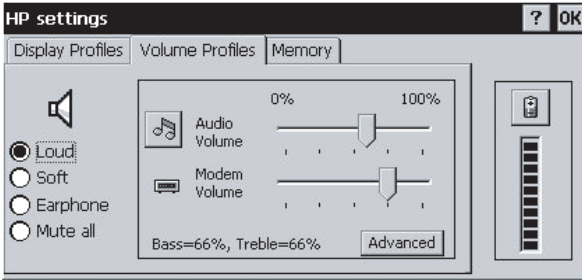 HP settings ? OK
Display Profiles Volume Profiles Memory
0% 100%
Audio
Volume
Modem
Volume
Loud
Soft
Earphone
Mute all
Bass=66%, Treble=66% Advanced